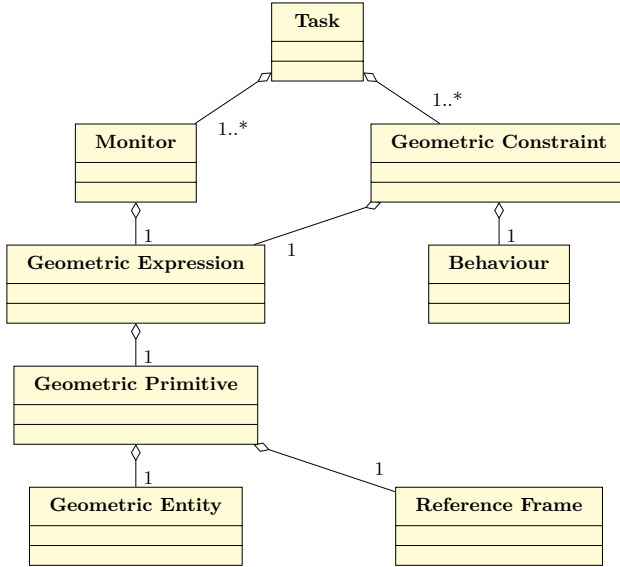 Task
1..*
1..*
Monitor
Geometric Constraint
1
1
1
Geometric Expression
Behaviour
1
Geometric Primitive
1
1
Geometric Entity
Reference Frame